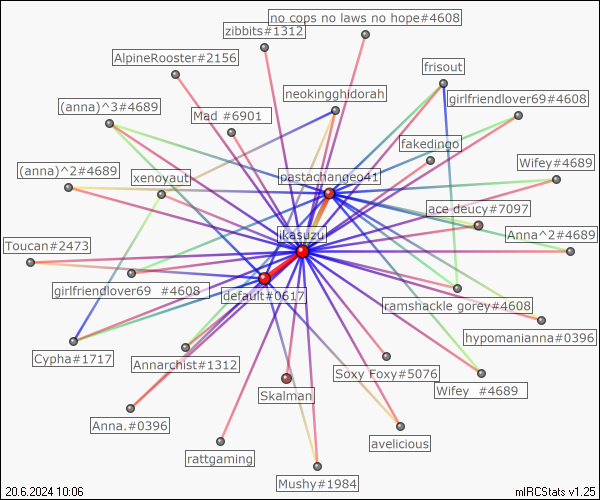 no cops no laws no hope#4608
zibbits#1312
AlpineRooster#2156
frisout
neokingghidorah
girlfriendlover69#4608
(anna)^3#4689
Mad #6901
fakedingo
(anna)^2#4689
xenoyauti
pastachangeo41
Wifey#4689
ace deucy#7097
ikasuzu
Anna^2#4689
Toucan#2473
girlfriendlover69 #4608
default#0617
ramshackle gorey#4608
hypomanianna#0396
Cypha#1717
Annarchist#1312
Soxy Foxy#5076
Skalman
Wifey #4689
Anna.#0396
avelicious
rattgaming
Mushy#1984
20.6.2024 10:06
mIRCStats v1.25